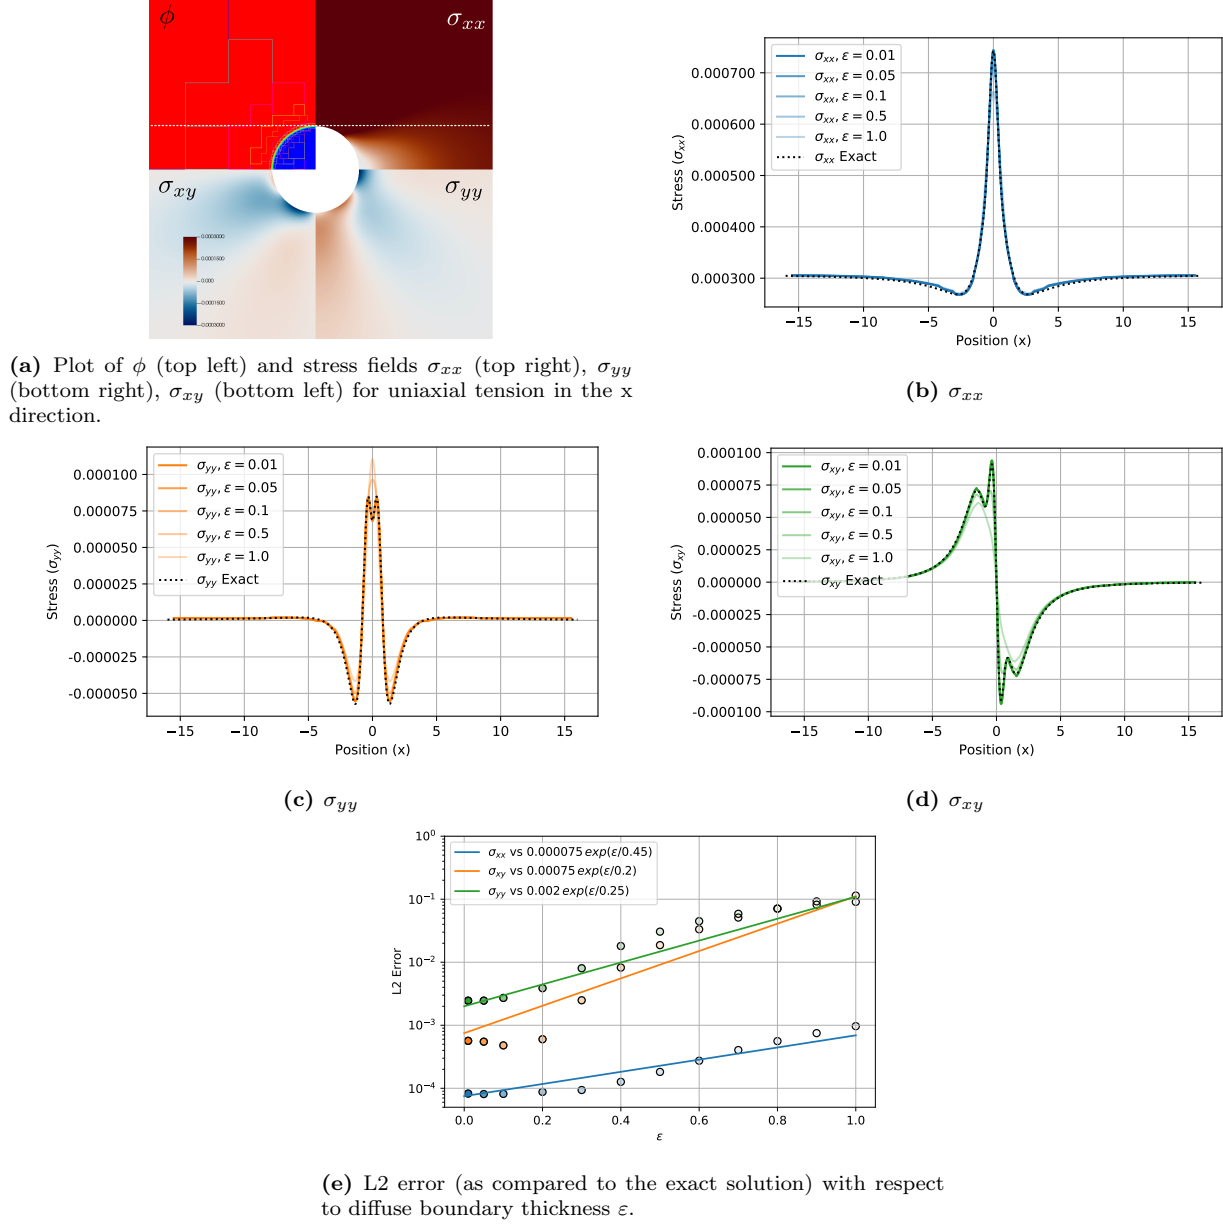 ϕ
σxx
σxy
σyy
0.0003000
0.0001500
0.000
-0.0001500
-0.0003000
(a) Plot of ϕ (top left) and stress fields σxx (top right), σyy
(bottom right), σxy (bottom left) for uniaxial tension in the x
direction.
Stress (σxx)
0.000700
0.000600
0.000500
0.000400
0.000300
σxx, ε = 0.01
σxx, ε = 0.05
σxx, ε = 0.1
σxx, ε = 0.5
σxx, ε = 1.0
σxx Exact
−15 −10 −5 0 5 10 15
Position (x)
(b) σxx
Stress (σyy)
0.000100
0.000075
0.000050
0.000025
0.000000
-0.000025
-0.000050
σyy, ε = 0.01
σyy, ε = 0.05
σyy, ε = 0.1
σyy, ε = 0.5
σyy, ε = 1.0
σyy Exact
−15 −10 −5 0 5 10 15
Position (x)
(c) σyy
Stress (σxy)
0.000100
0.000075
0.000050
0.000025
0.000000
-0.000025
-0.000050
-0.000075
-0.000100
σxy, ε = 0.01
σxy, ε = 0.05
σxy, ε = 0.1
σxy, ε = 0.5
σxy, ε = 1.0
σxy Exact
−15 −10 −5 0 5 10 15
Position (x)
(d) σxy
L2 Error
10⁰
10⁻¹
10⁻²
10⁻³
10⁻⁴
σxx vs 0.000075 exp(ε/0.45)
σxy vs 0.00075 exp(ε/0.2)
σyy vs 0.002 exp(ε/0.25)
0.0 0.2 0.4 0.6 0.8 1.0
ε
(e) L2 error (as compared to the exact solution) with respect
to diffuse boundary thickness ε.